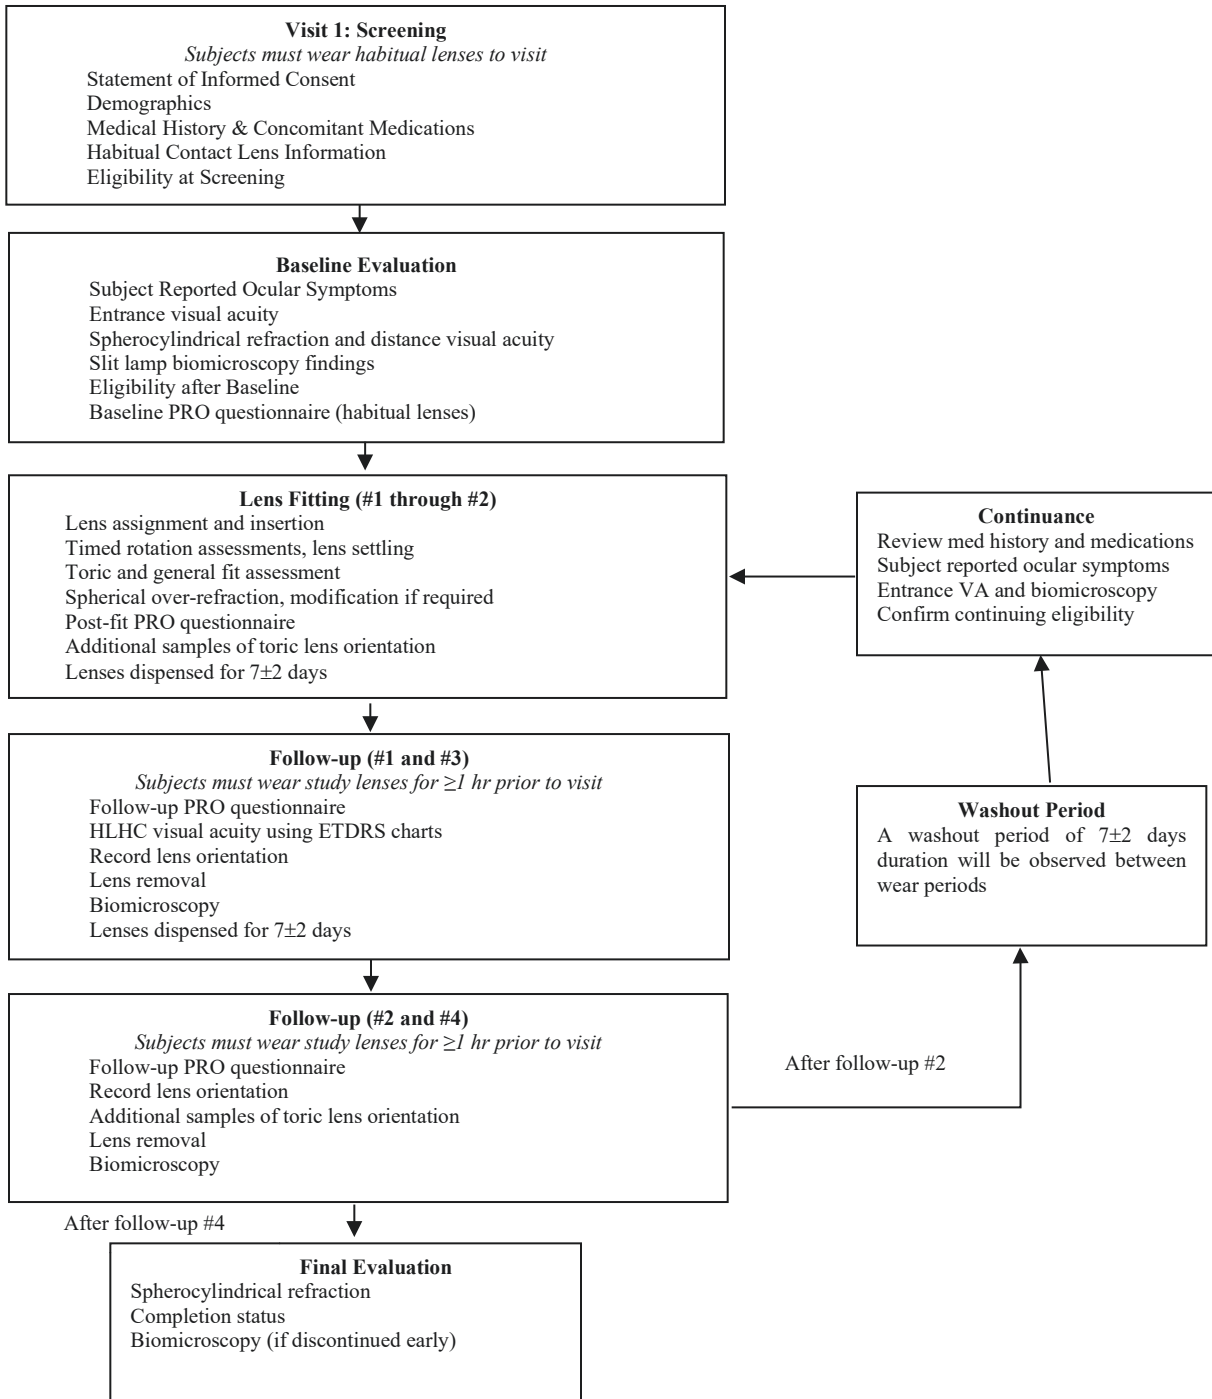 Visit 1: Screening
Subjects must wear habitual lenses to visit
Statement of Informed Consent
Demographics
Medical History & Concomitant Medications
Habitual Contact Lens Information
Eligibility at Screening
Baseline Evaluation
Subject Reported Ocular Symptoms
Entrance visual acuity
Spherocylindrical refraction and distance visual acuity
Slit lamp biomicroscopy findings
Eligibility after Baseline
Baseline PRO questionnaire (habitual lenses)
Lens Fitting (#1 through #2)
Lens assignment and insertion
Timed rotation assessments, lens settling
Toric and general fit assessment
Spherical over-refraction, modification if required
Post-fit PRO questionnaire
Additional samples of toric lens orientation
Lenses dispensed for 7±2 days
Continuance
Review med history and medications
Subject reported ocular symptoms
Entrance VA and biomicroscopy
Confirm continuing eligibility
Follow-up (#1 and #3)
Subjects must wear study lenses for ≥1 hr prior to visit
Follow-up PRO questionnaire
HLHC visual acuity using ETDRS charts
Record lens orientation
Lens removal
Biomicroscopy
Lenses dispensed for 7±2 days
Washout Period
A washout period of 7±2 days
duration will be observed between
wear periods
Follow-up (#2 and #4)
Subjects must wear study lenses for ≥1 hr prior to visit
Follow-up PRO questionnaire
Record lens orientation
Additional samples of toric lens orientation
Lens removal
Biomicroscopy
After follow-up #2
After follow-up #4
Final Evaluation
Spherocylindrical refraction
Completion status
Biomicroscopy (if discontinued early)